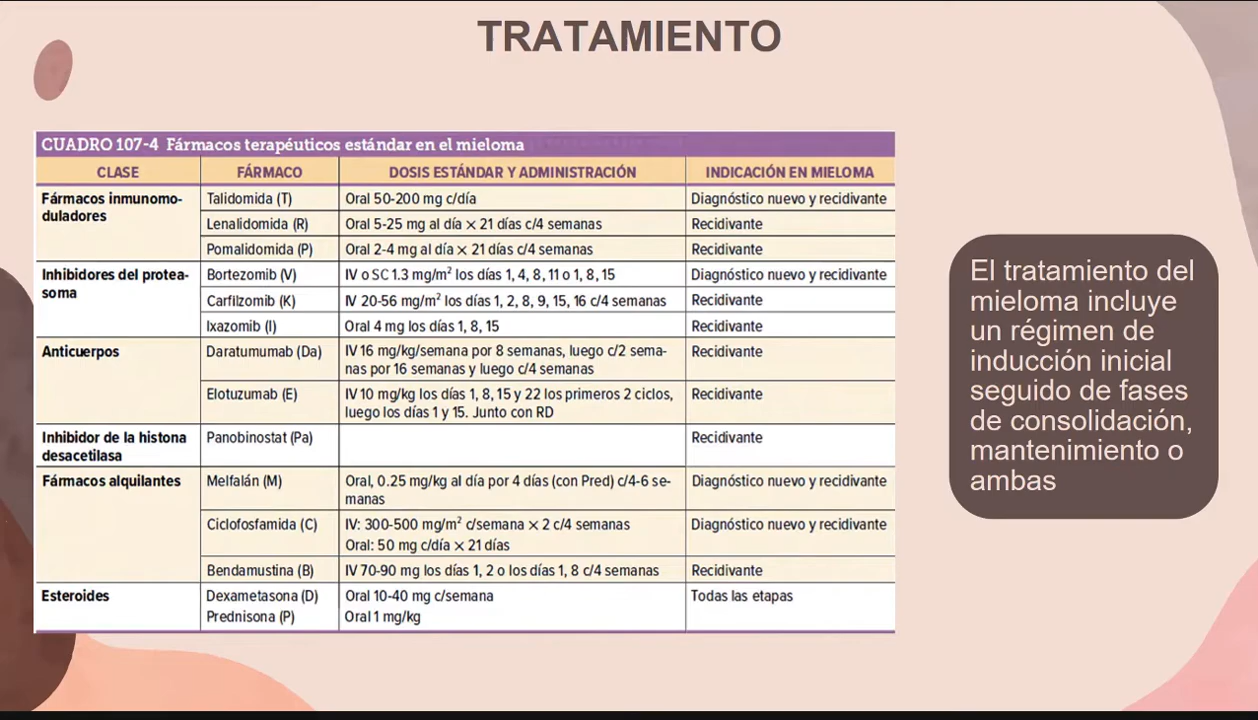 TRATAMIENTO
CUADRO 107-4 Fármacos terapéuticos estándar en el mieloma
CLASE FÁRMACO DOSIS ESTÁNDAR Y ADMINISTRACIÓN INDICACIÓN EN MIELOMA
Fármacos inmunomo-
duladores
Talidomida (T) Oral 50-200 mg c/día Diagnóstico nuevo y recidivante
Lenalidomida (R) Oral 5-25 mg al día × 21 días c/4 semanas Recidivante
Pomalidomida (P) Oral 2-4 mg al día × 21 días c/4 semanas Recidivante
Inhibidores del protea-
soma
Bortezomib (V) IV o SC 1.3 mg/m² los días 1, 4, 8, 11 o 1, 8, 15 Diagnóstico nuevo y recidivante
Carfilzomib (K) IV 20-56 mg/m² los días 1, 2, 8, 9, 15, 16 c/4 semanas Recidivante
Ixazomib (I) Oral 4 mg los días 1, 8, 15 Recidivante
Anticuerpos Daratumumab (Da) IV 16 mg/kg/semana por 8 semanas, luego c/2 sema-
nas por 16 semanas y luego c/4 semanas
Recidivante
Elotuzumab (E) IV 10 mg/kg los días 1, 8, 15 y 22 los primeros 2 ciclos,
luego los días 1 y 15. Junto con RD
Recidivante
Inhibidor de la histona
desacetilasa
Panobinostat (Pa) Recidivante
Fármacos alquilantes Melfalán (M) Oral, 0.25 mg/kg al día por 4 días (con Pred) c/4-6 se-
manas
Diagnóstico nuevo y recidivante
Ciclofosfamida (C) IV: 300-500 mg/m² c/semana × 2 c/4 semanas
Oral: 50 mg c/día × 21 días
Diagnóstico nuevo y recidivante
Bendamustina (B) IV 70-90 mg los días 1, 2 o los días 1, 8 c/4 semanas Recidivante
Esteroides Dexametasona (D) Oral 10-40 mg c/semana Todas las etapas
Prednisona (P) Oral 1 mg/kg
El tratamiento del
mieloma incluye
un régimen de
inducción inicial
seguido de fases
de consolidación,
mantenimiento o
ambas